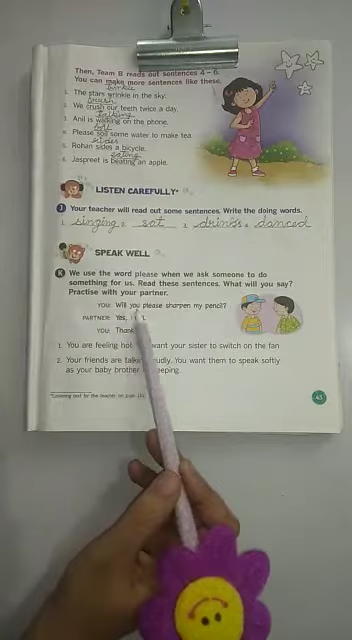 Then, Team B reads out sentences 4 – 6.
You can make more sentences like these.
twinkle
1. The stars wrinkle in the sky.
brush
2. We crush our teeth twice a day.
talking
3. Anil is walking on the phone.
boil
4. Please soil some water to make tea.
rides
5. Rohan sides a bicycle.
eating
6. Jaspreet is beating an apple.
LISTEN CAREFULLY*
J Your teacher will read out some sentences. Write the doing words.
1. singing 2. sat 3. drinks 4. danced
SPEAK WELL
K We use the word please when we ask someone to do
something for us. Read these sentences. What will you say?
Practise with your partner.
YOU: Will you please sharpen my pencil?
PARTNER: Yes, I
YOU: Thank
1 You are feeling hot want your sister to switch on the fan
2 Your friends are talking loudly. You want them to speak softly
as your baby brother sleeping.
*Listening text for the teacher on page
43